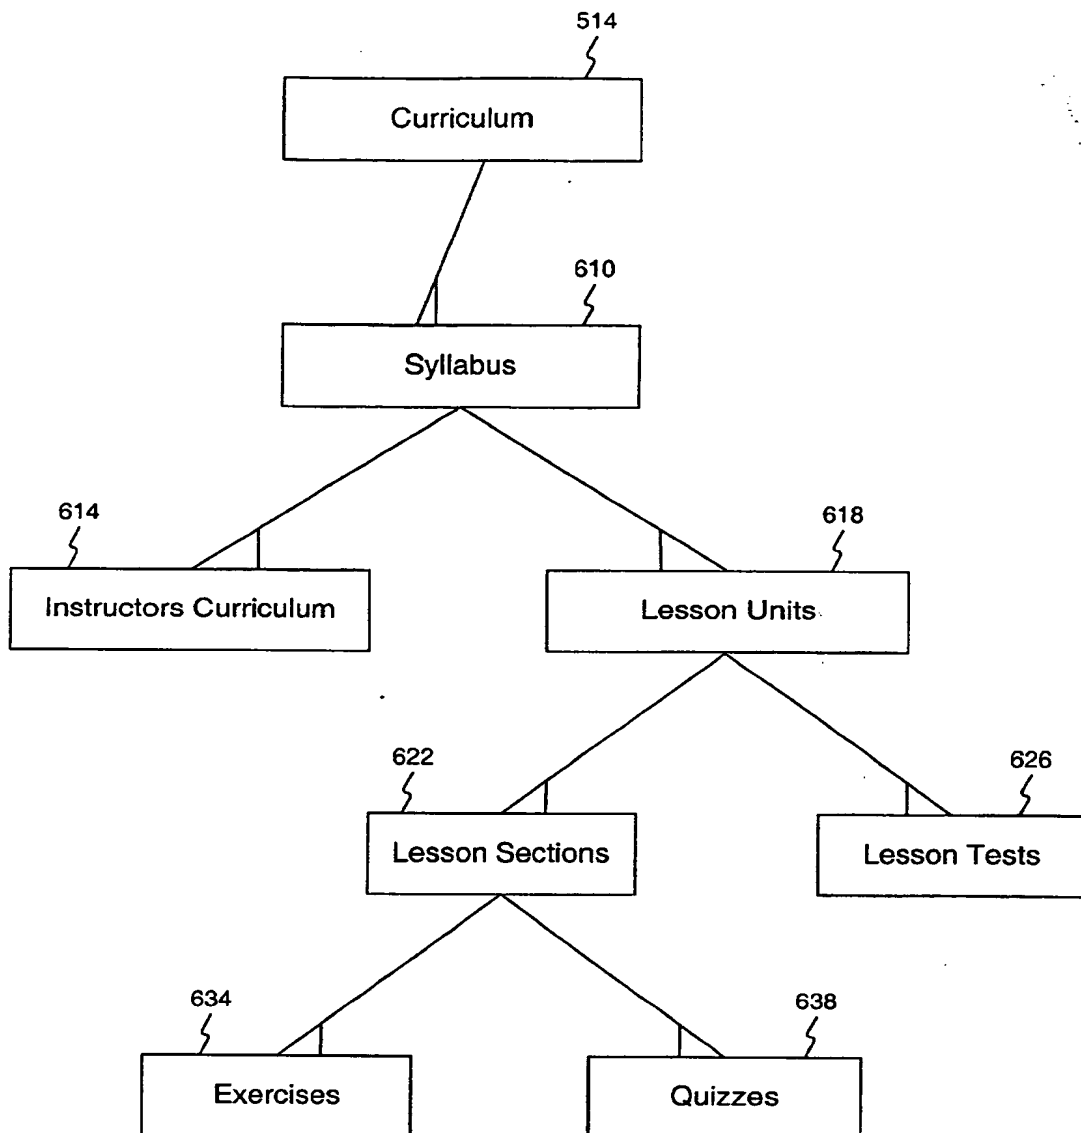 514
Curriculum
610
Syllabus
614
618
Instructors Curriculum
Lesson Units
622
626
Lesson Sections
Lesson Tests
634
638
Exercises
Quizzes